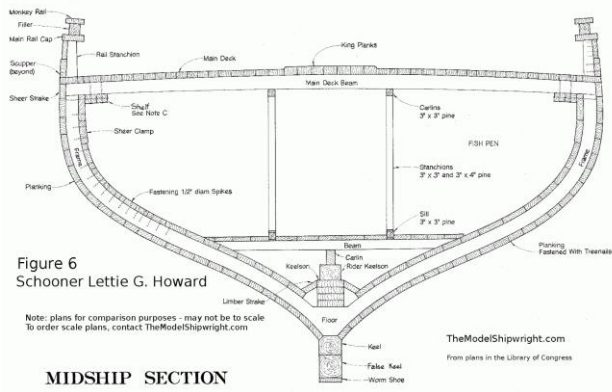 Monkey Rail
Filler
Main Rail Cap
Rail Stanchion
Scupper
(beyond)
Sheer Strake
Main Deck
King Planks
Main Deck Beam
Shelf
See Note C
Sheer Clamp
Frame
Planking
Fastening 1/2" diam Spikes
Carlins
3" x 3" pine
FISH PEN
Frame
Stanchions
3" x 3" and 3" x 4" pine
Sill
3" x 3" pine
Beam
Carlin
Keelson
Rider Keelson
Limber Strake
Floor
Planking
Fastened With Treenails
Keel
False Keel
Worm Shoe
Figure 6
Schooner Lettie G. Howard
Note: plans for comparison purposes - may not be to scale
To order scale plans, contact TheModelShipwright.com
TheModelShipwright.com
From plans in the Library of Congress
MIDSHIP SECTION